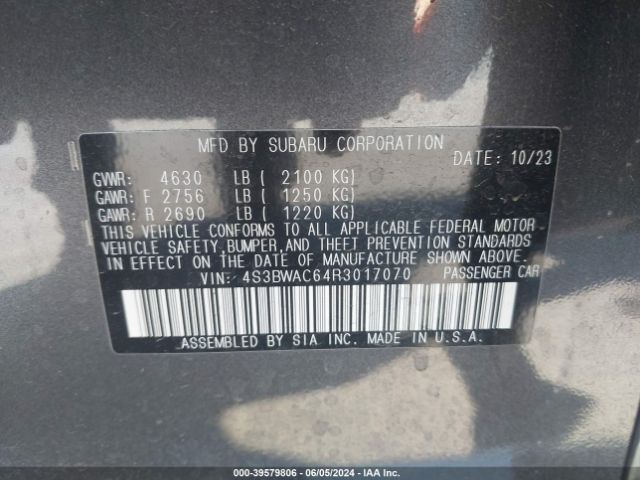 MFD BY SUBARU CORPORATION
DATE: 10/23
GVWR: 4630 LB ( 2100 KG)
GAWR: F 2756 LB ( 1250 KG)
GAWR: R 2690 LB ( 1220 KG)
THIS VEHICLE CONFORMS TO ALL APPLICABLE FEDERAL MOTOR
VEHICLE SAFETY, BUMPER, AND THEFT PREVENTION STANDARDS
IN EFFECT ON THE DATE OF MANUFACTURE SHOWN ABOVE.
VIN: 4S3BWAC64R3017070 PASSENGER CAR
ASSEMBLED BY SIA INC. MADE IN U.S.A.
000-39579806 - 06/05/2024 - IAA Inc.